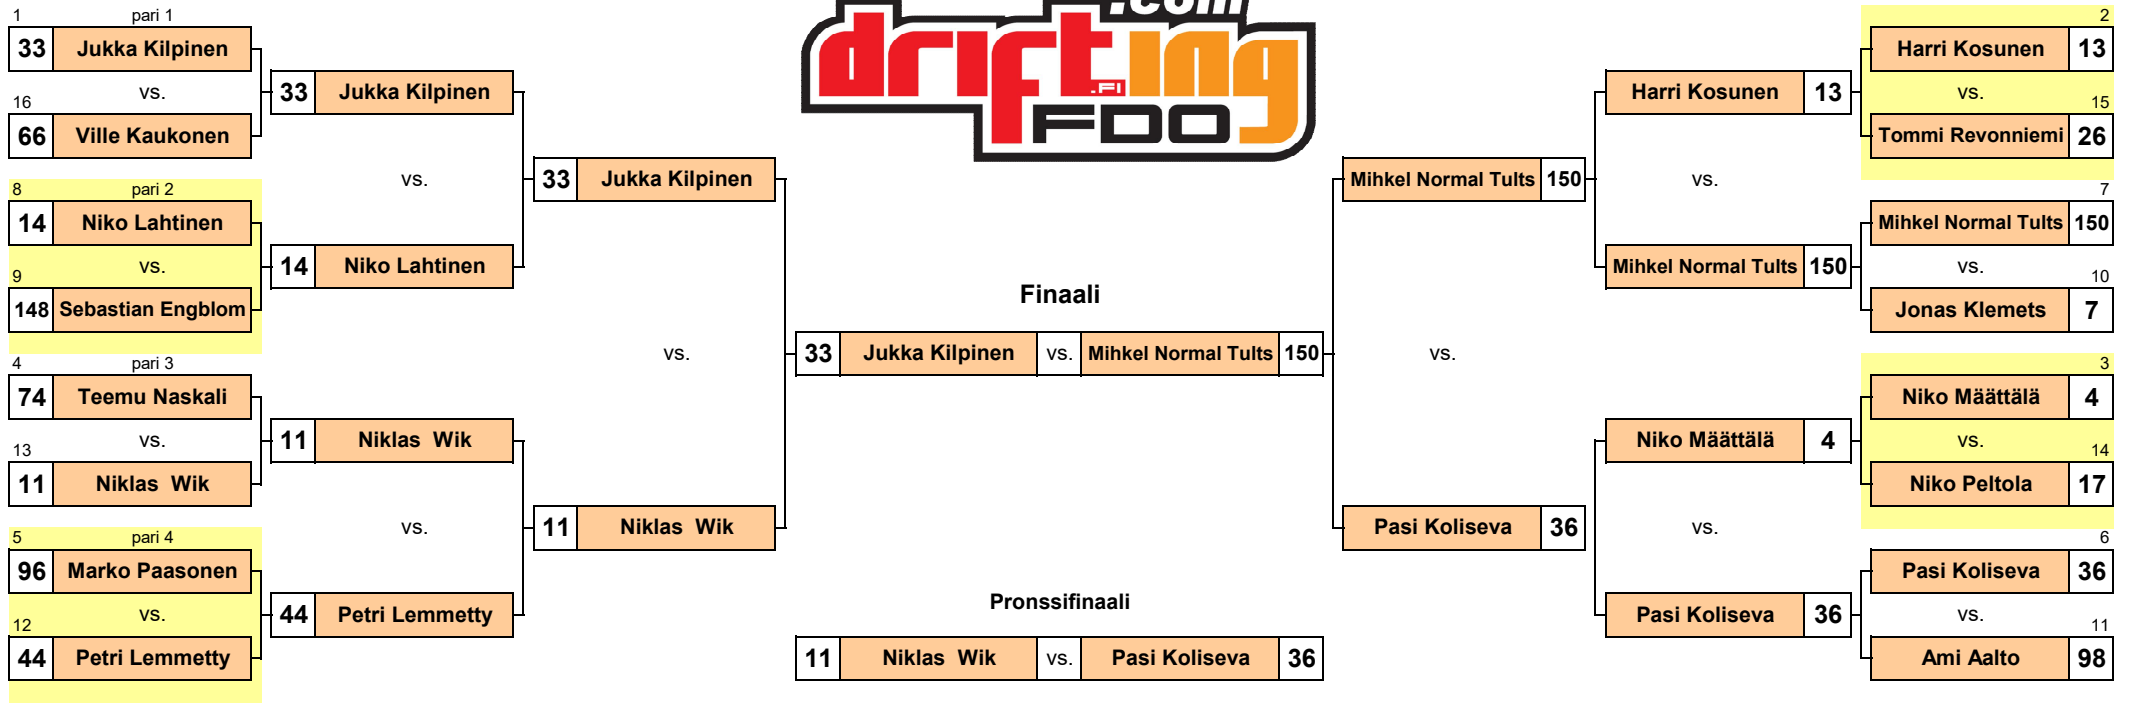 1 pari 1
33 Jukka Kilpinen
vs.
16
66 Ville Kaukonen
8 pari 2
14 Niko Lahtinen
vs.
9
148 Sebastian Engblom
4 pari 3
74 Teemu Naskali
vs.
13
11 Niklas Wik
5 pari 4
96 Marko Paasonen
vs.
12
44 Petri Lemmetty
33 Jukka Kilpinen
vs.
14 Niko Lahtinen
11 Niklas Wik
vs.
44 Petri Lemmetty
33 Jukka Kilpinen
vs.
11 Niklas Wik
.com
drifting
.FI
FDO
Finaali
33 Jukka Kilpinen vs. Mihkel Normal Tults 150
Pronssifinaali
11 Niklas Wik vs. Pasi Koliseva 36
Mihkel Normal Tults 150
vs.
Pasi Koliseva 36
Harri Kosunen 13
vs.
Mihkel Normal Tults 150
Niko Määttälä 4
vs.
Pasi Koliseva 36
2
Harri Kosunen 13
vs.
15
Tommi Revonniemi 26
7
Mihkel Normal Tults 150
vs.
10
Jonas Klemets 7
3
Niko Määttälä 4
vs.
14
Niko Peltola 17
6
Pasi Koliseva 36
vs.
11
Ami Aalto 98